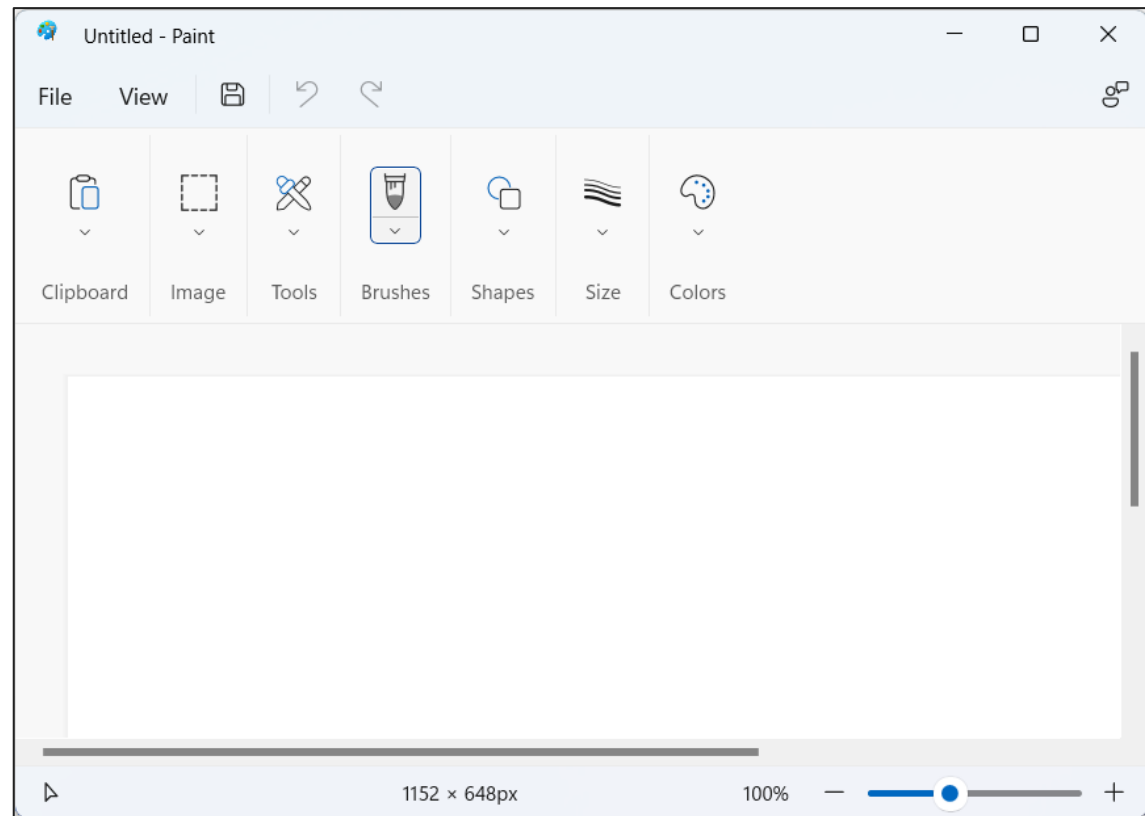 Untitled - Paint
File View
Clipboard Image Tools Brushes Shapes Size Colors
1152 × 648px 100%